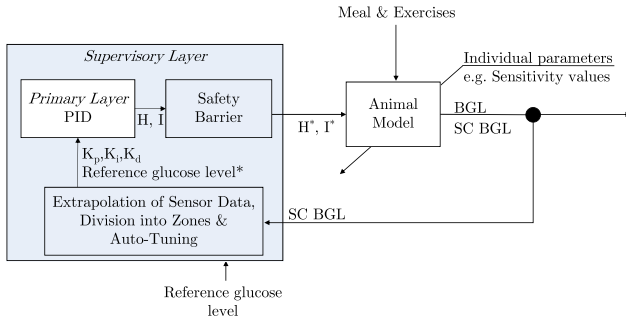 Meal & Exercises
Supervisory Layer
Individual parameters
e.g. Sensitivity values
Primary Layer
PID
H, I
Safety
Barrier
H*, I*
Animal
Model
BGL
SC BGL
Kp,Ki,Kd
Reference glucose level*
Extrapolation of Sensor Data,
Division into Zones &
Auto-Tuning
SC BGL
Reference glucose
level